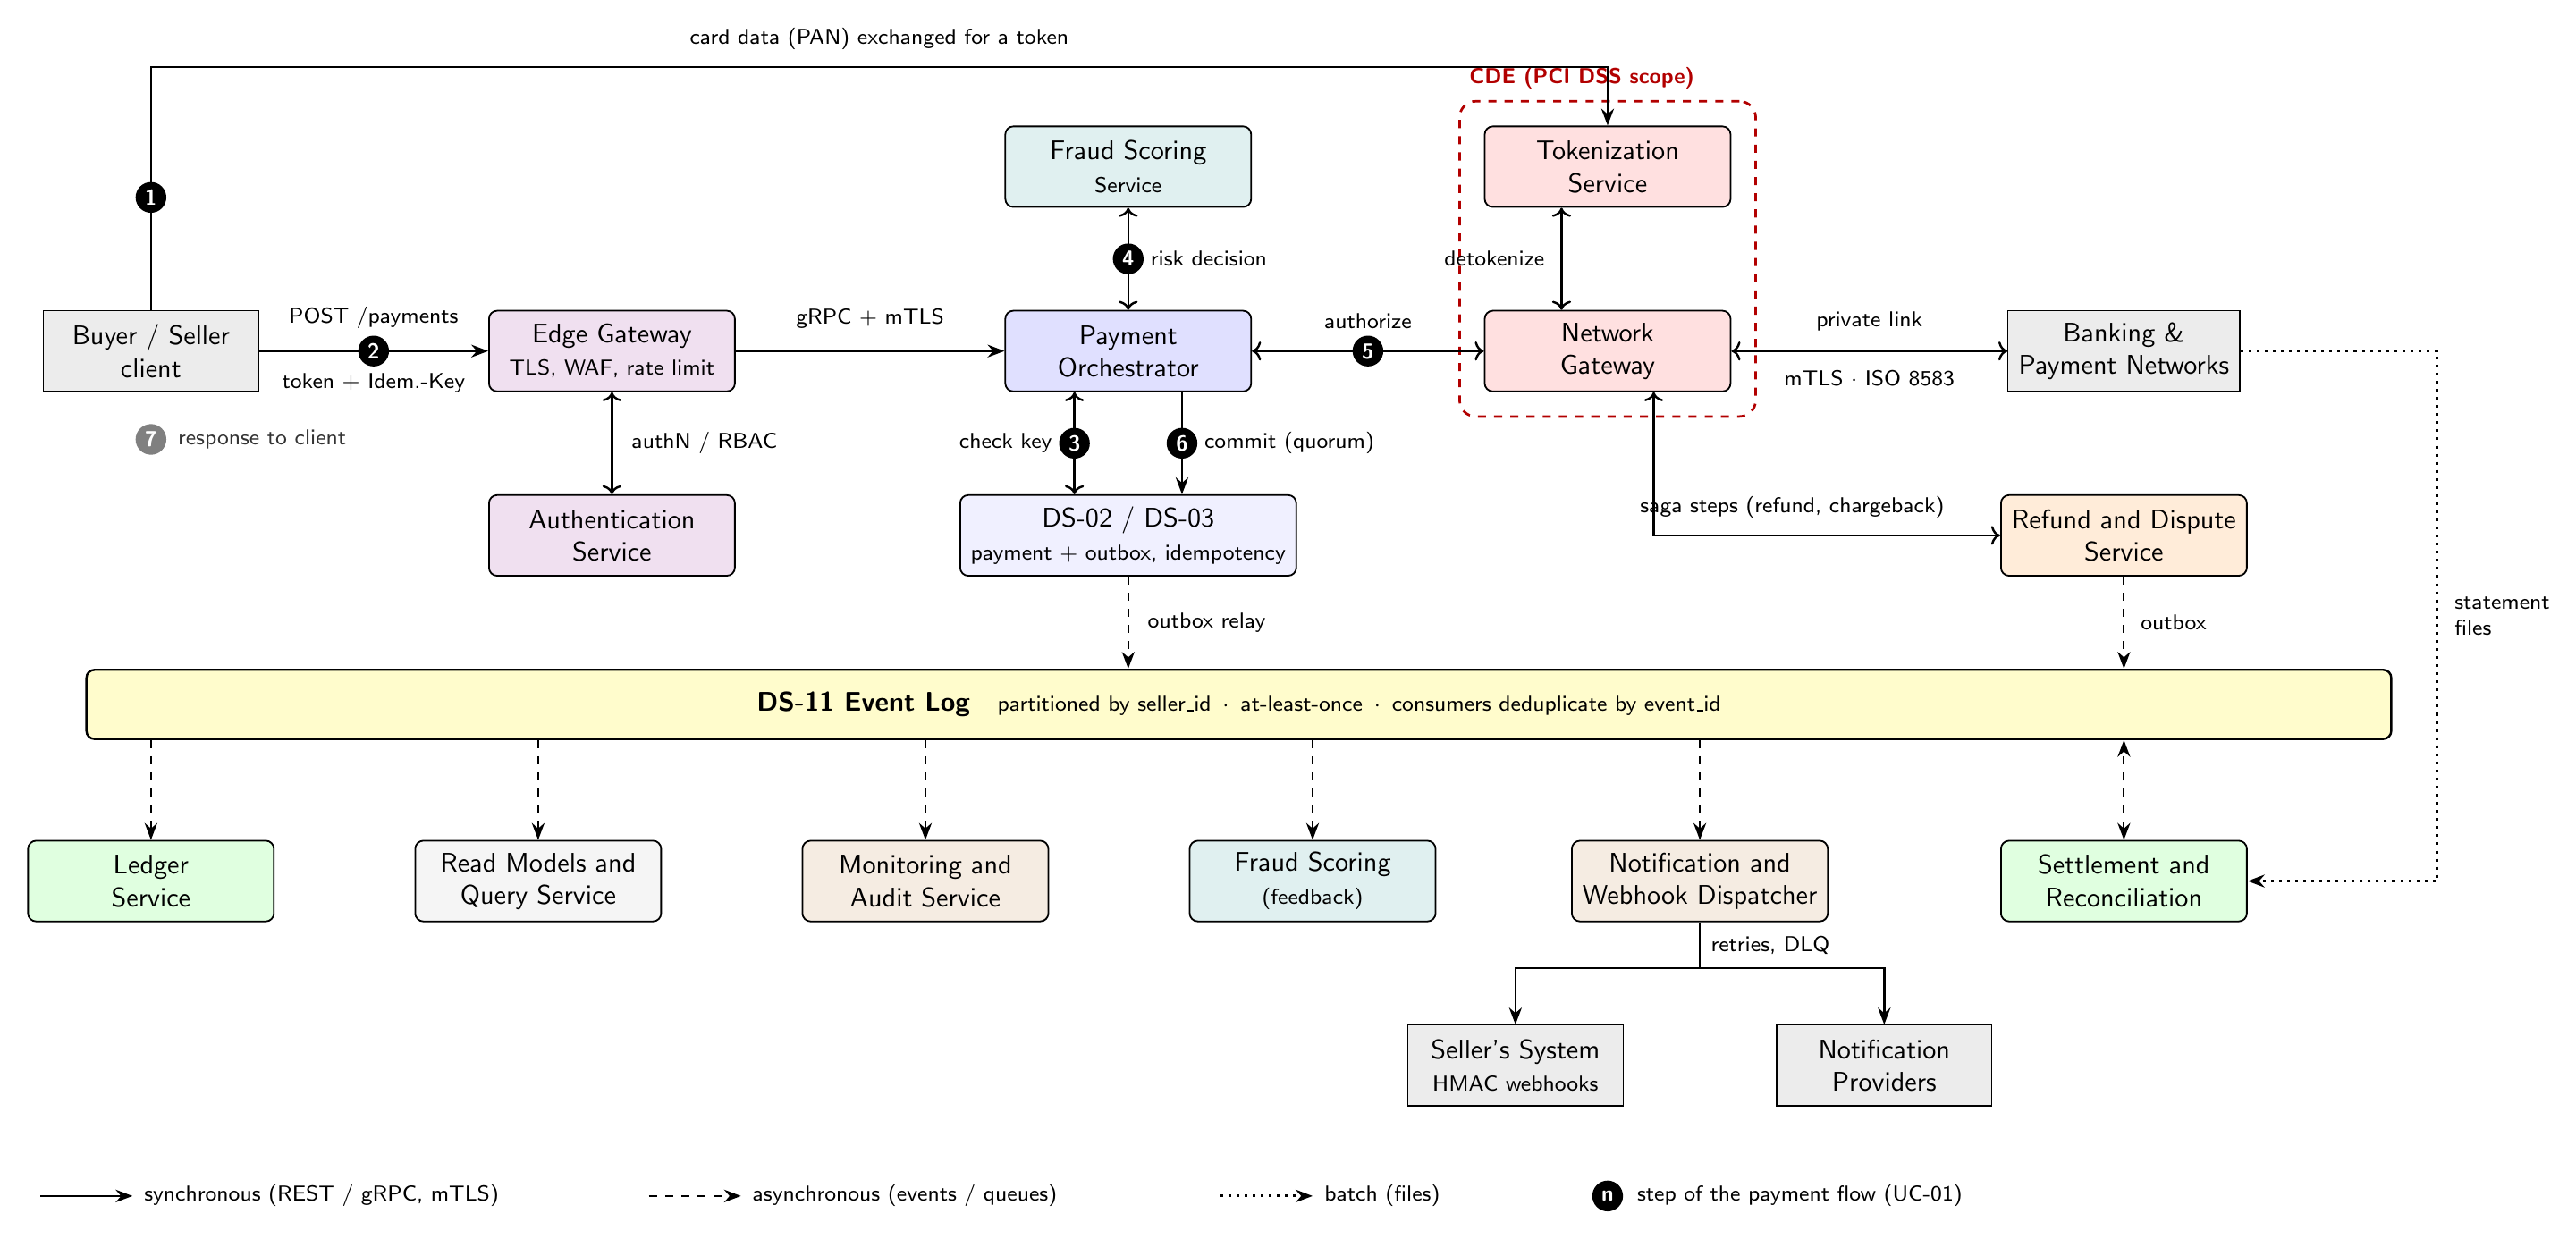 card data (PAN) exchanged for a token
CDE (PCI DSS scope)
Fraud Scoring
Service
Tokenization
Service
1
4
risk decision
detokenize
Buyer / Seller
client
POST /payments
2
token + Idem.-Key
Edge Gateway
TLS, WAF, rate limit
gRPC + mTLS
Payment
Orchestrator
authorize
5
Network
Gateway
private link
mTLS · ISO 8583
Banking &
Payment Networks
7
response to client
authN / RBAC
check key
3
6
commit (quorum)
Authentication
Service
DS-02 / DS-03
payment + outbox, idempotency
saga steps (refund, chargeback)
Refund and Dispute
Service
outbox relay
outbox
statement
files
DS-11 Event Log partitioned by seller_id · at-least-once · consumers deduplicate by event_id
Ledger
Service
Read Models and
Query Service
Monitoring and
Audit Service
Fraud Scoring
(feedback)
Notification and
Webhook Dispatcher
Settlement and
Reconciliation
retries, DLQ
Seller's System
HMAC webhooks
Notification
Providers
synchronous (REST / gRPC, mTLS)
asynchronous (events / queues)
batch (files)
n
step of the payment flow (UC-01)